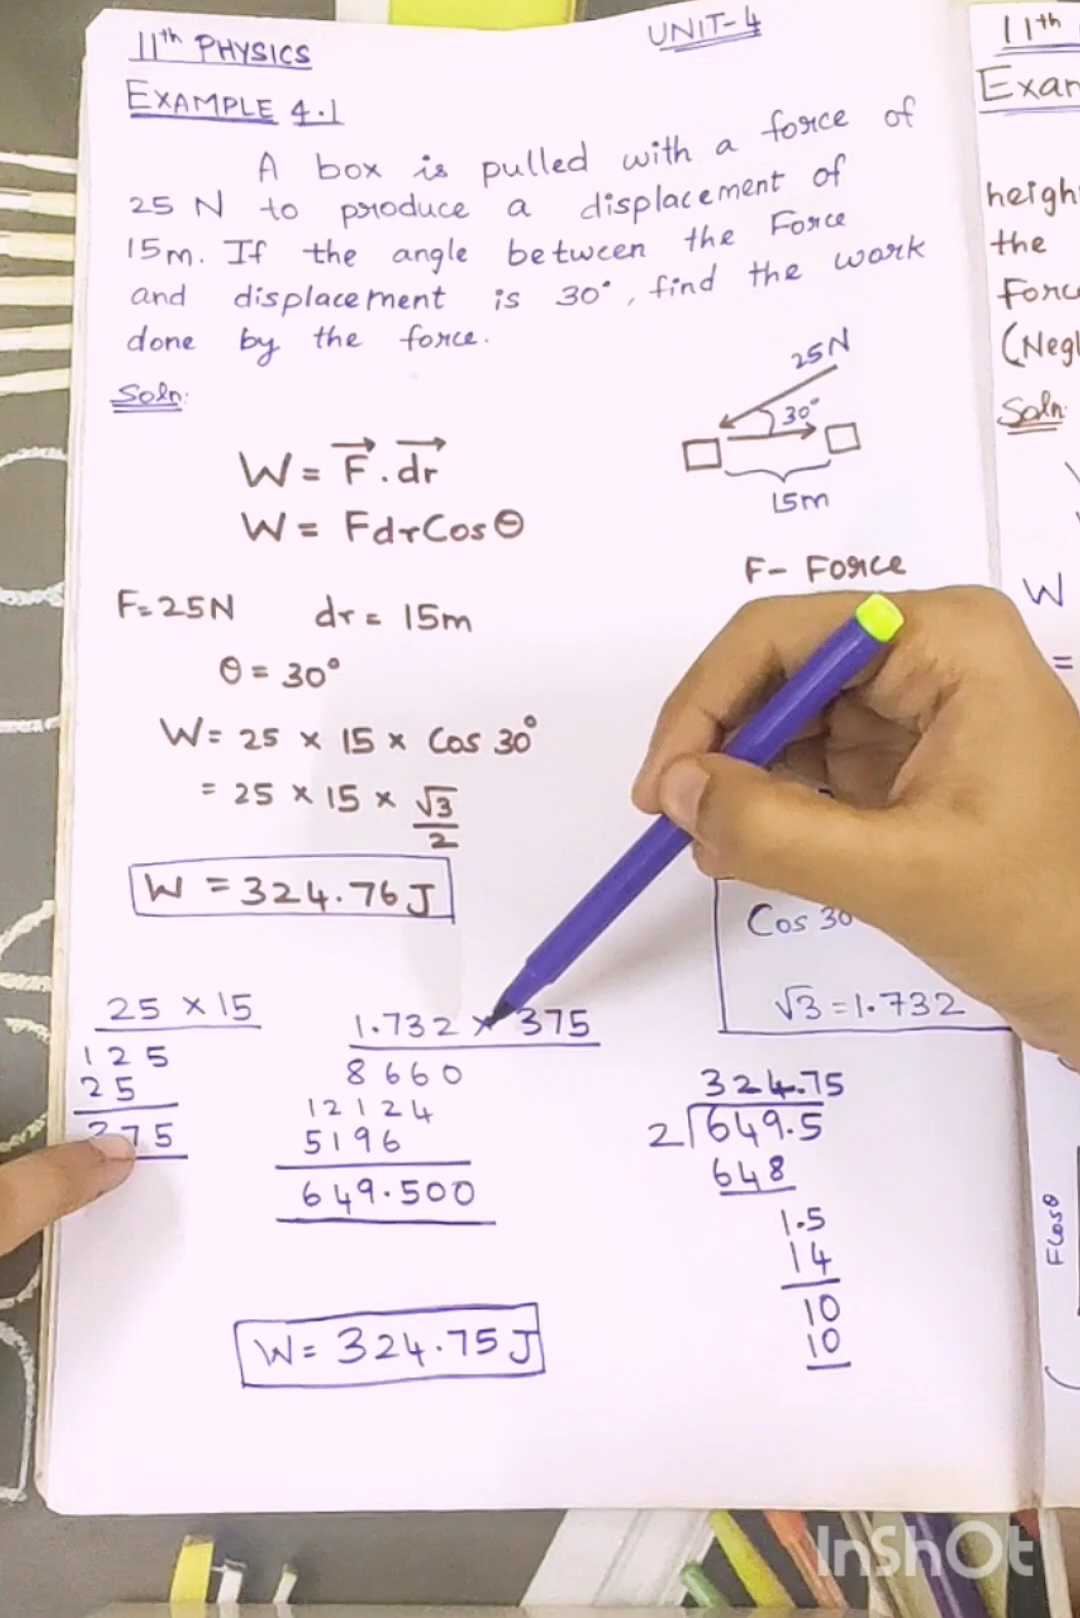 11th PHYSICS
UNIT-4
EXAMPLE 4.1
A box is pulled with a force of
25 N to produce a displacement of
15m. If the angle between the Force
and displacement is 30°, find the work
done by the force.
Soln:
25N
30°
15m
W = F⃗ . dr⃗
W = FdrCosθ
F - Force
F=25N dr = 15m
θ = 30°
W= 25 × 15 × Cos 30°
= 25 × 15 × √3/2
W = 324.76J
Cos 30
√3 = 1.732
25 × 15
125
25
75
1.732 × 375
8660
12124
5196
649.500
324.75
2)649.5
648
1.5
14
10
10
W= 324.75J
11th
Exam
heigh
the
Forc
(Negl
Soln
W
=
Fcosθ
InShOt